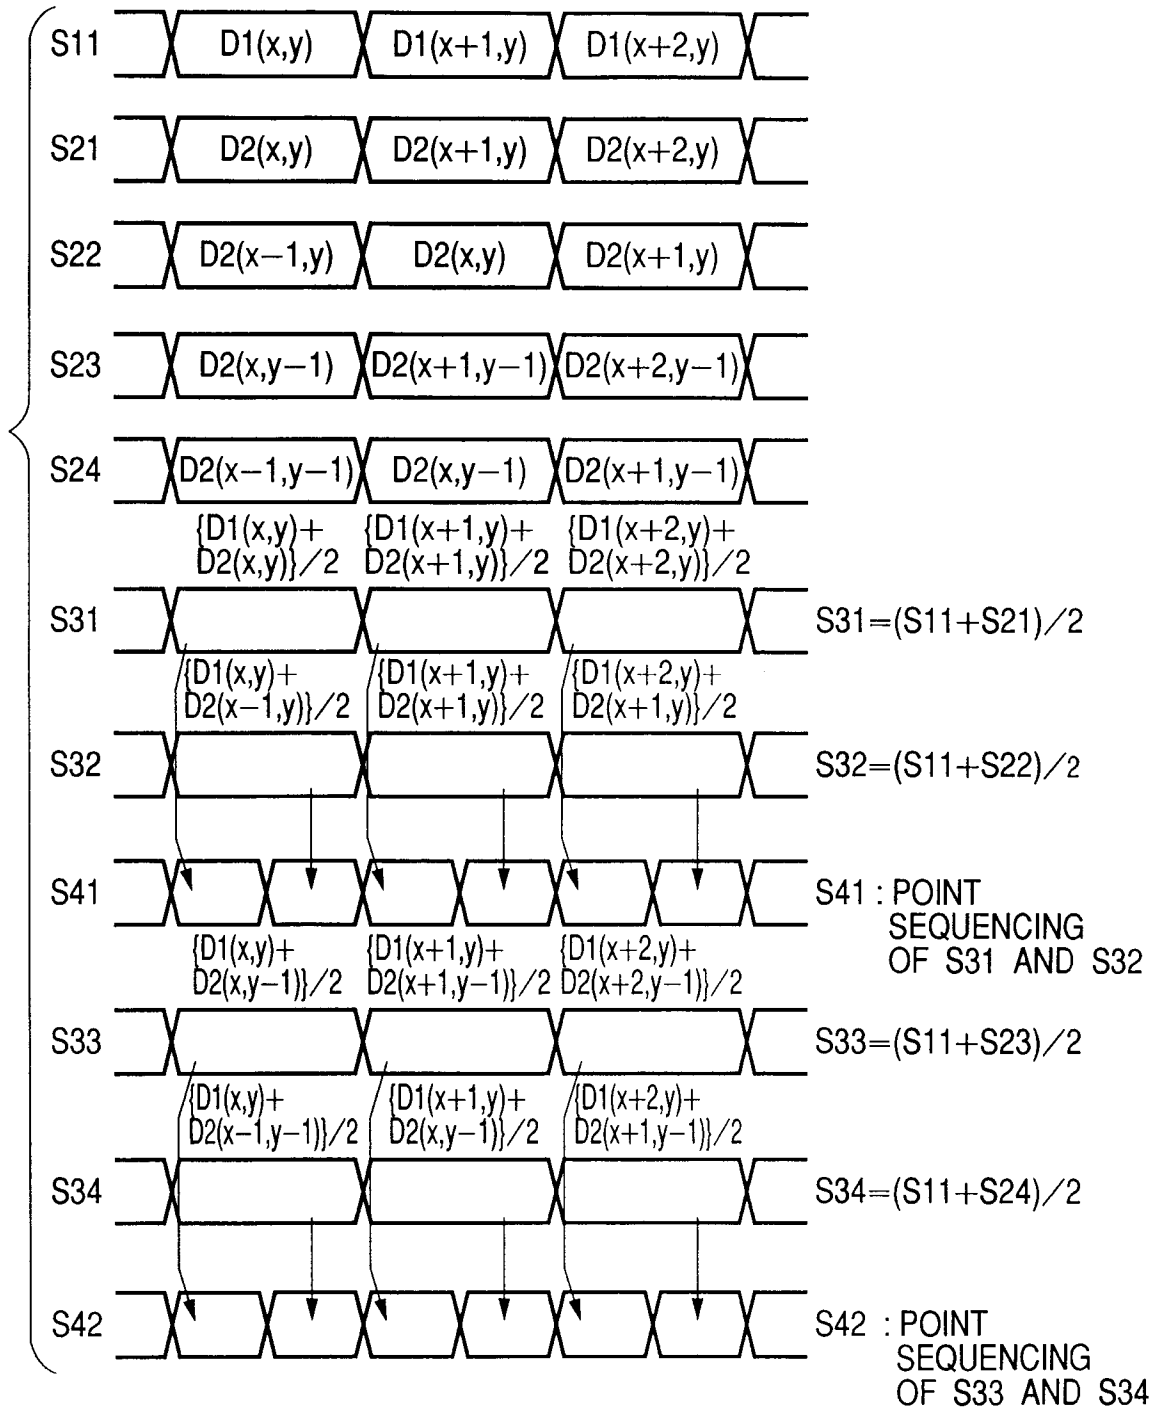 S11 D1(x,y) D1(x+1,y) D1(x+2,y)
S21 D2(x,y) D2(x+1,y) D2(x+2,y)
S22 D2(x−1,y) D2(x,y) D2(x+1,y)
S23 D2(x,y−1) D2(x+1,y−1) D2(x+2,y−1)
S24 D2(x−1,y−1) D2(x,y−1) D2(x+1,y−1)
{D1(x,y)+ {D1(x+1,y)+ {D1(x+2,y)+
D2(x,y)}/2 D2(x+1,y)}/2 D2(x+2,y)}/2
S31 S31=(S11+S21)/2
{D1(x,y)+ {D1(x+1,y)+ {D1(x+2,y)+
D2(x−1,y)}/2 D2(x+1,y)}/2 D2(x+1,y)}/2
S32 S32=(S11+S22)/2
S41 S41 : POINT
SEQUENCING
OF S31 AND S32
{D1(x,y)+ {D1(x+1,y)+ {D1(x+2,y)+
D2(x,y−1)}/2 D2(x+1,y−1)}/2 D2(x+2,y−1)}/2
S33 S33=(S11+S23)/2
{D1(x,y)+ {D1(x+1,y)+ {D1(x+2,y)+
D2(x−1,y−1)}/2 D2(x,y−1)}/2 D2(x+1,y−1)}/2
S34 S34=(S11+S24)/2
S42 S42 : POINT
SEQUENCING
OF S33 AND S34